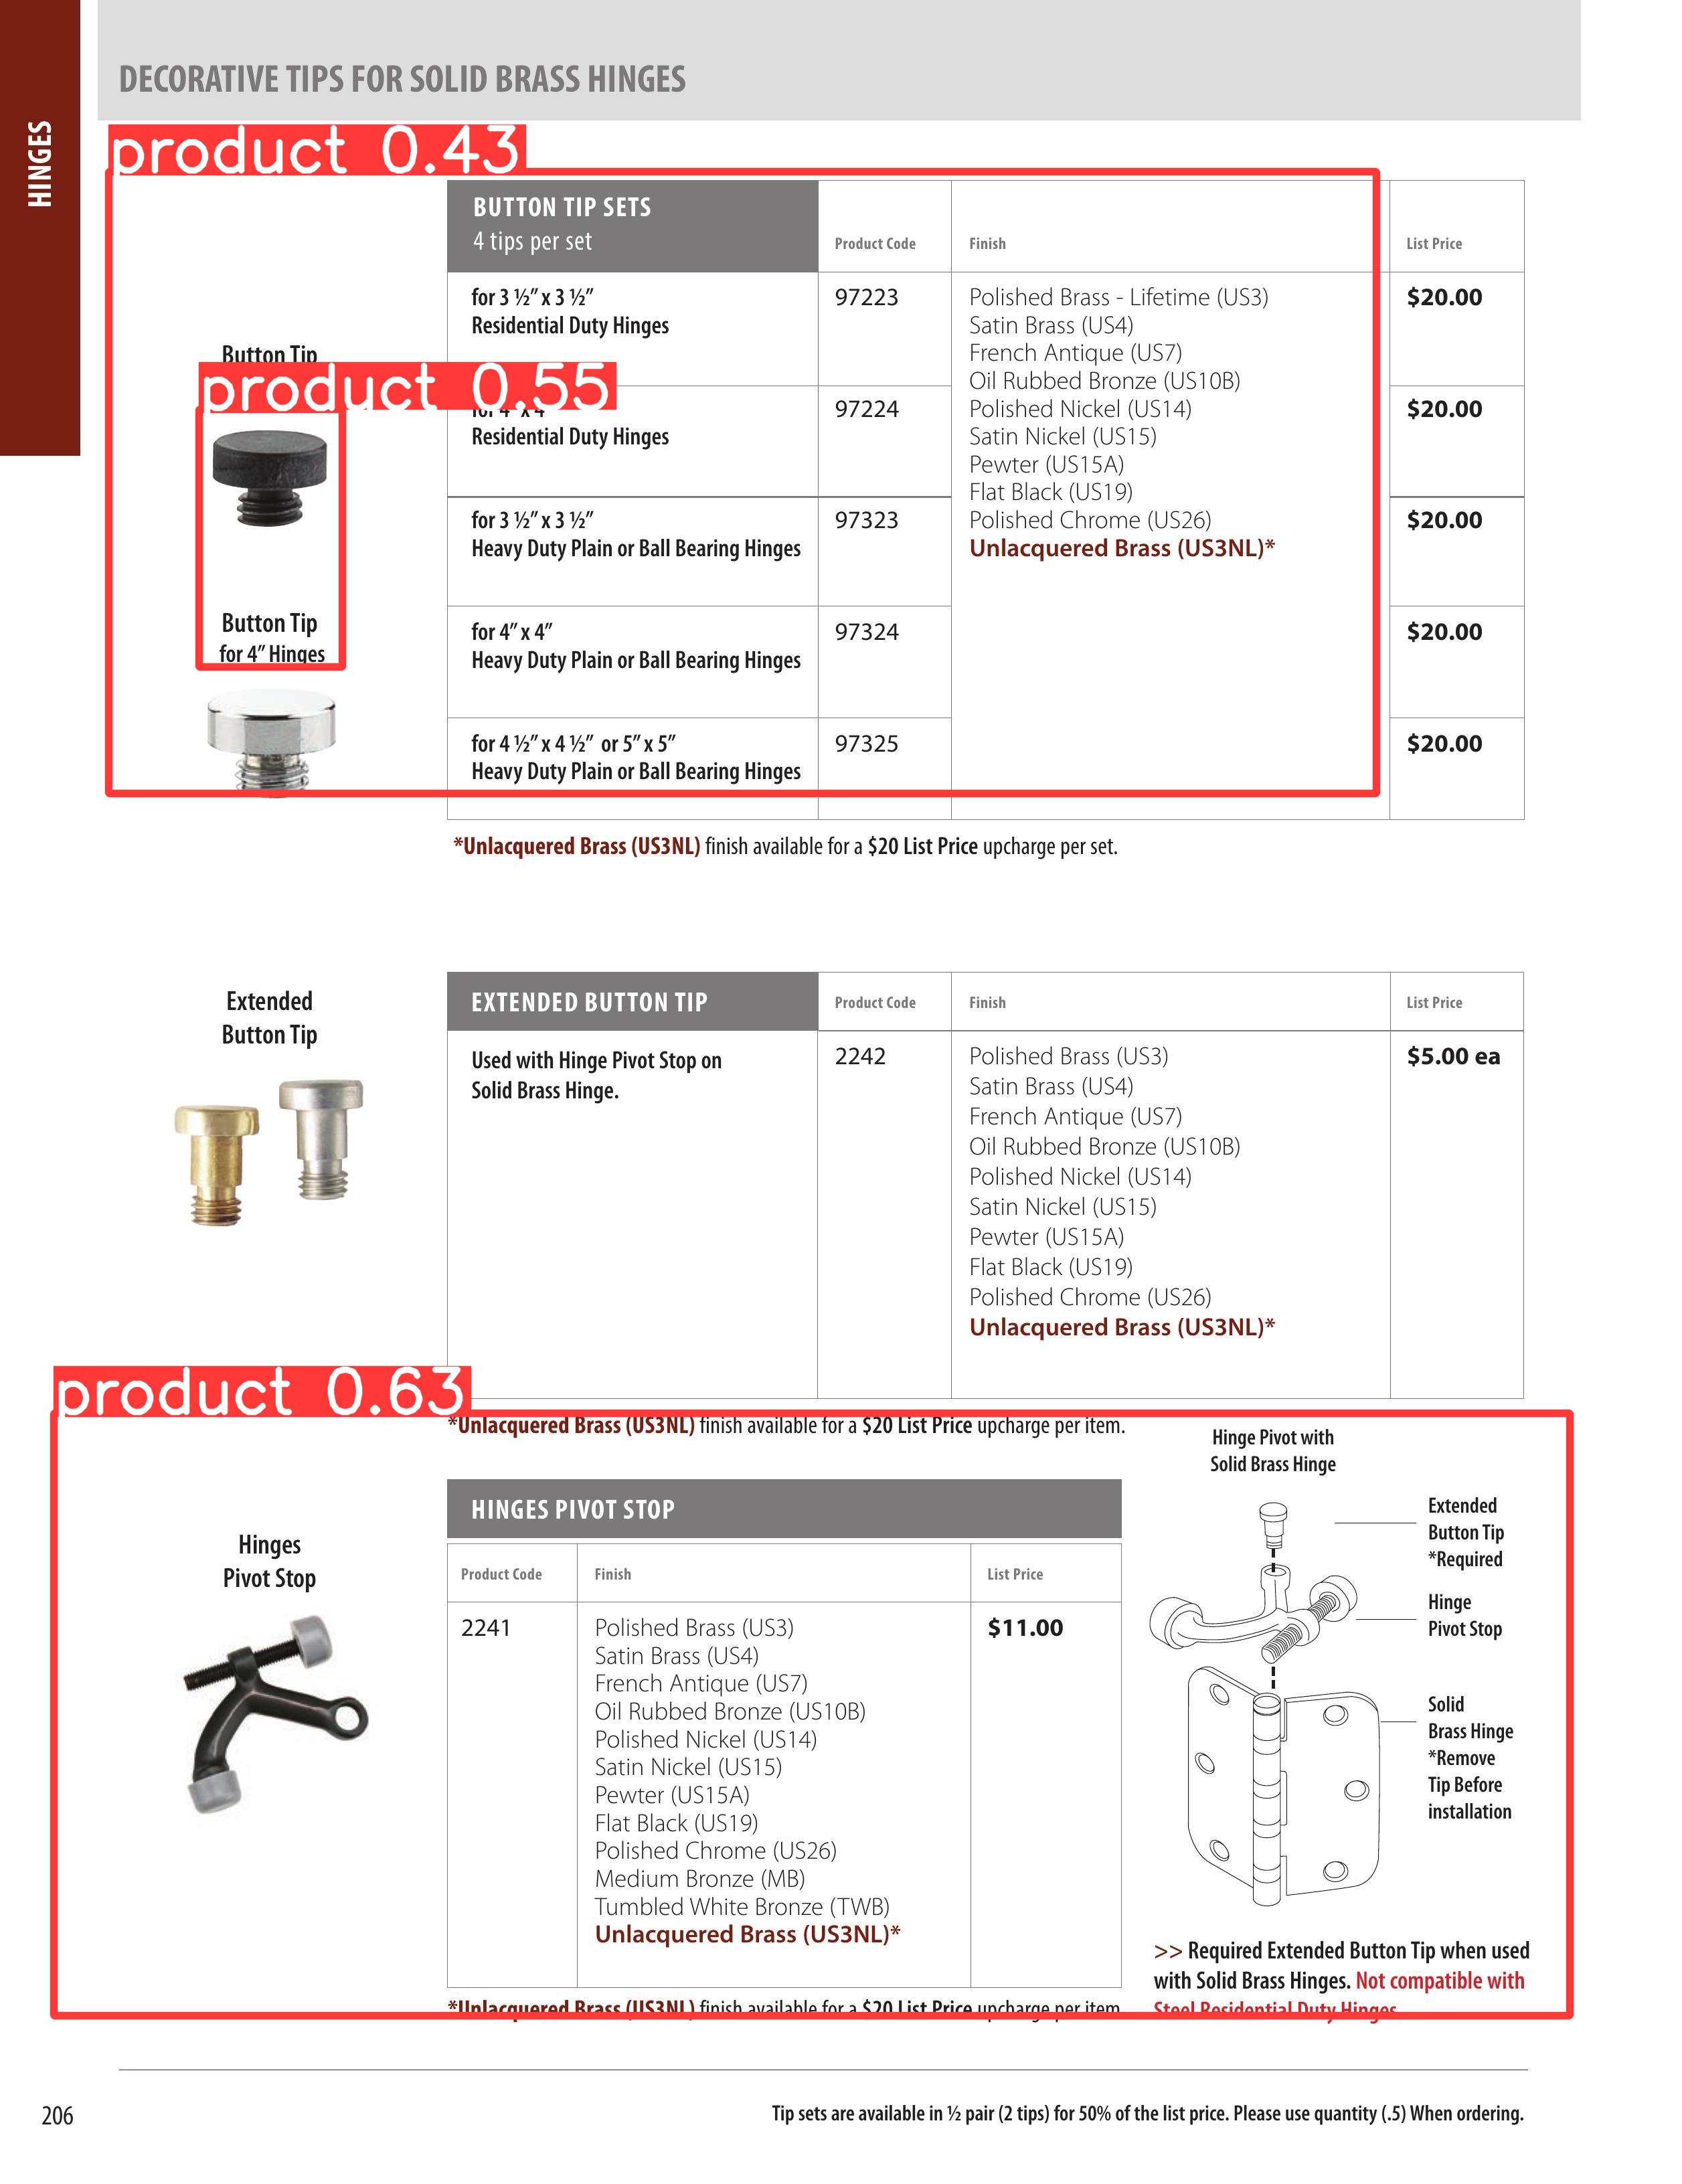 HINGES
DECORATIVE TIPS FOR SOLID BRASS HINGES
product 0.43
BUTTON TIP SETS
4 tips per set
Product Code
Finish
List Price
for 3 ½” x 3 ½”
Residential Duty Hinges
97223
Polished Brass - Lifetime (US3)
Satin Brass (US4)
French Antique (US7)
Oil Rubbed Bronze (US10B)
Polished Nickel (US14)
Satin Nickel (US15)
Pewter (US15A)
Flat Black (US19)
Polished Chrome (US26)
Unlacquered Brass (US3NL)*
$20.00
Button Tip
product 0.55
for 4” x 4”
Residential Duty Hinges
97224
$20.00
for 3 ½” x 3 ½”
Heavy Duty Plain or Ball Bearing Hinges
97323
$20.00
Button Tip
for 4” Hinges
for 4” x 4”
Heavy Duty Plain or Ball Bearing Hinges
97324
$20.00
for 4 ½” x 4 ½” or 5” x 5”
Heavy Duty Plain or Ball Bearing Hinges
97325
$20.00
*Unlacquered Brass (US3NL) finish available for a $20 List Price upcharge per set.
Extended
Button Tip
EXTENDED BUTTON TIP
Product Code
Finish
List Price
Used with Hinge Pivot Stop on
Solid Brass Hinge.
2242
Polished Brass (US3)
Satin Brass (US4)
French Antique (US7)
Oil Rubbed Bronze (US10B)
Polished Nickel (US14)
Satin Nickel (US15)
Pewter (US15A)
Flat Black (US19)
Polished Chrome (US26)
Unlacquered Brass (US3NL)*
$5.00 ea
product 0.63
*Unlacquered Brass (US3NL) finish available for a $20 List Price upcharge per item.
Hinges
Pivot Stop
HINGES PIVOT STOP
Product Code
Finish
List Price
2241
Polished Brass (US3)
Satin Brass (US4)
French Antique (US7)
Oil Rubbed Bronze (US10B)
Polished Nickel (US14)
Satin Nickel (US15)
Pewter (US15A)
Flat Black (US19)
Polished Chrome (US26)
Medium Bronze (MB)
Tumbled White Bronze (TWB)
Unlacquered Brass (US3NL)*
$11.00
*Unlacquered Brass (US3NL) finish available for a $20 List Price upcharge per item
Hinge Pivot with
Solid Brass Hinge
Extended
Button Tip
*Required
Hinge
Pivot Stop
Solid
Brass Hinge
*Remove
Tip Before
installation
>> Required Extended Button Tip when used
with Solid Brass Hinges. Not compatible with
Steel Residential Duty Hinges
206
Tip sets are available in ½ pair (2 tips) for 50% of the list price. Please use quantity (.5) When ordering.